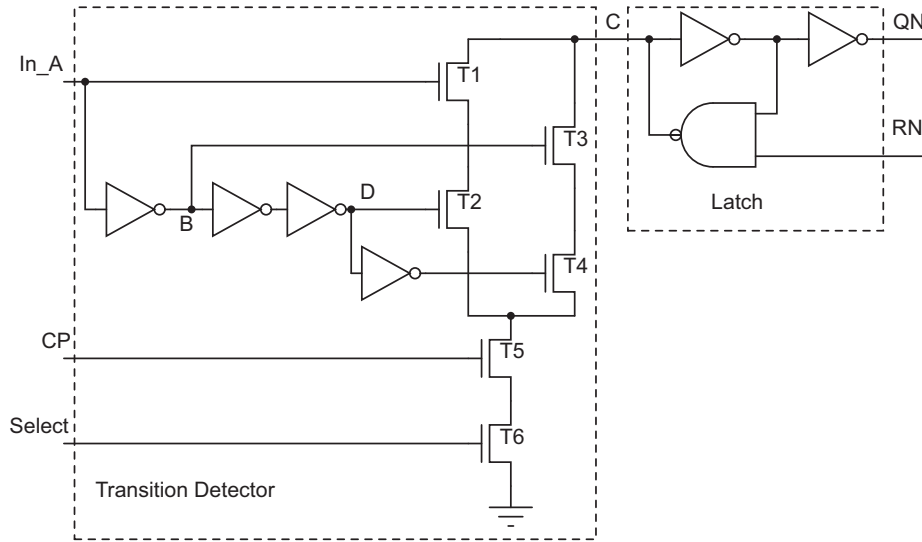 C
QN
In_A
T1
RN
T3
D
T2
B
Latch
T4
CP
T5
Select
T6
Transition Detector